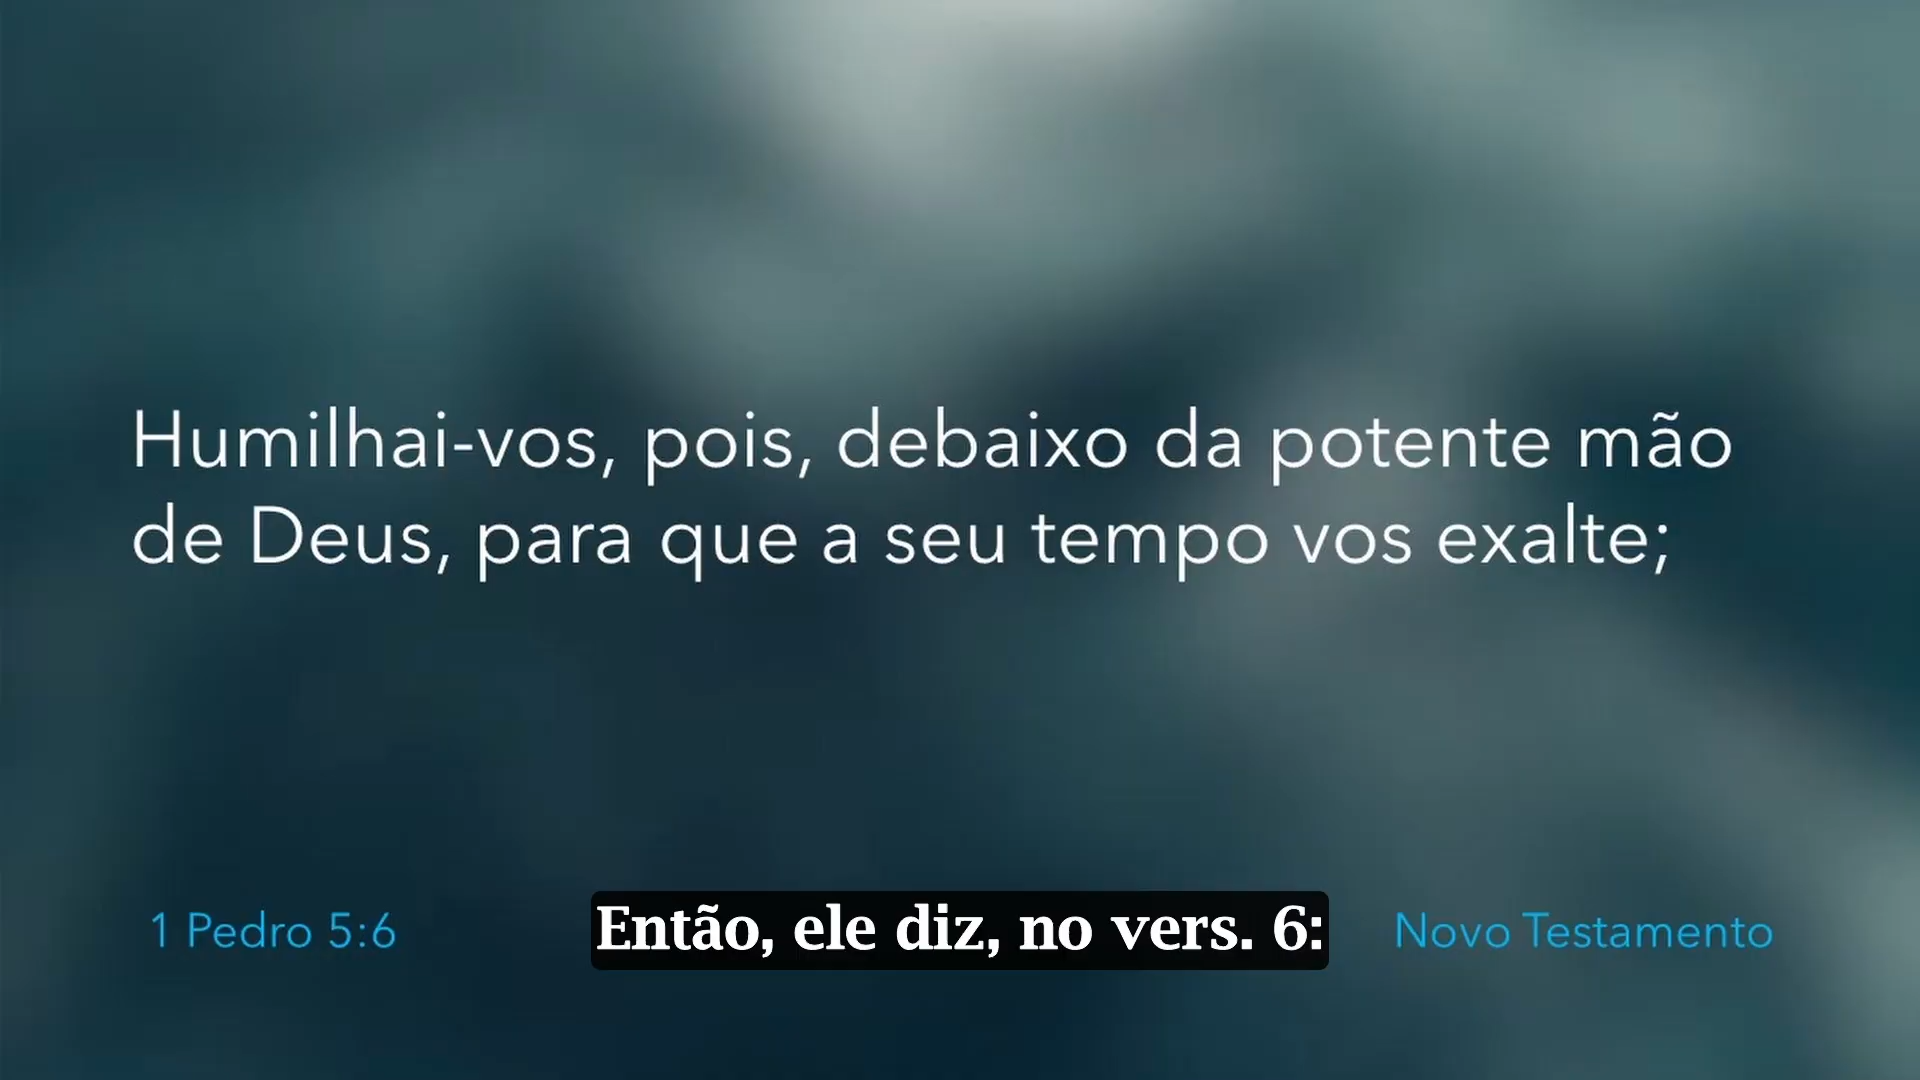 Humilhai-vos, pois, debaixo da potente mão
de Deus, para que a seu tempo vos exalte;
1 Pedro 5:6
Então, ele diz, no vers. 6:
Novo Testamento